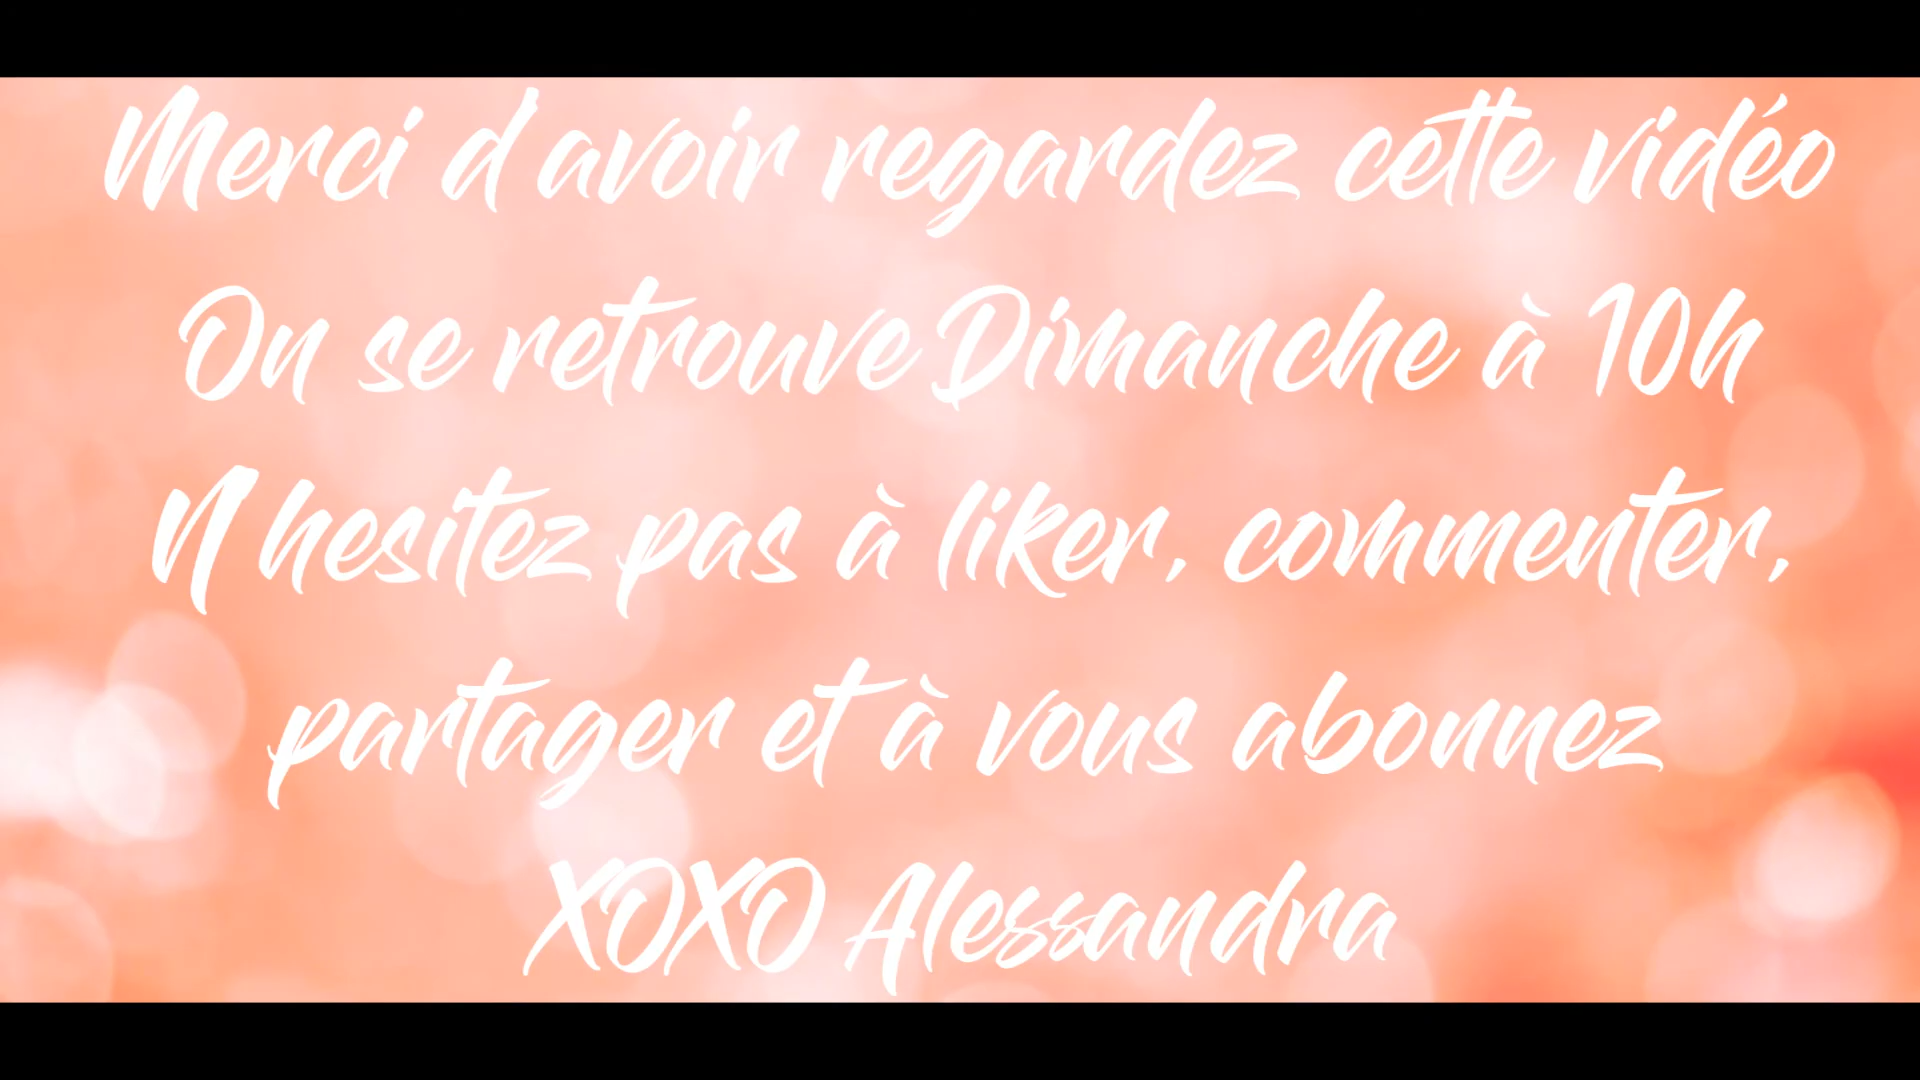 Merci d avoir regardez cette vidéo
On se retrouve Dimanche à 10h
N hesitez pas à liker, commenter,
partager et à vous abonnez
XOXO Alessandra